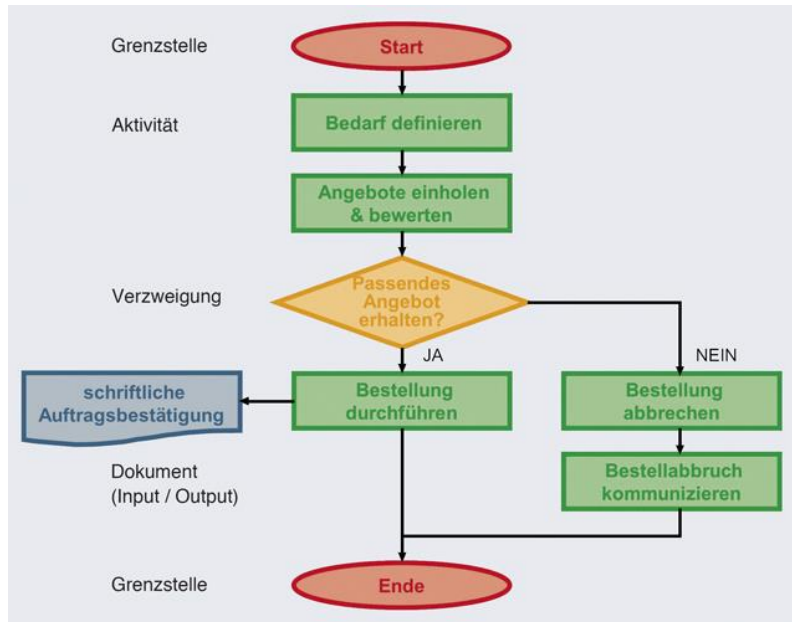 Grenzstelle
Start
Aktivität
Bedarf definieren
Angebote einholen
& bewerten
Verzweigung
Passendes
Angebot
erhalten?
JA
NEIN
schriftliche
Auftragsbestätigung
Bestellung
durchführen
Bestellung
abbrechen
Dokument
(Input / Output)
Bestellabbruch
kommunizieren
Grenzstelle
Ende